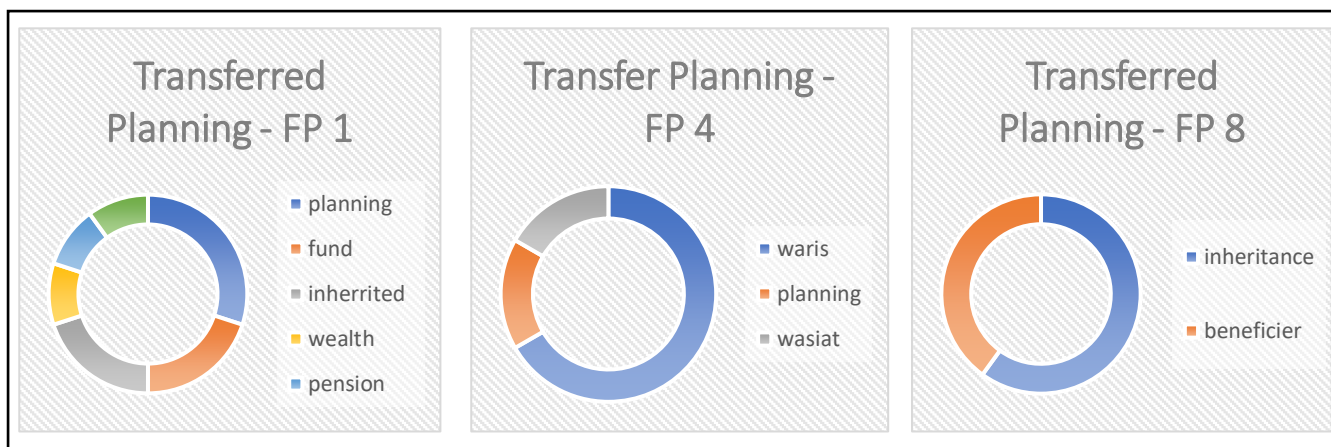 Transferred
Planning - FP 1
planning
fund
inherrited
wealth
pension
Transfer Planning -
FP 4
waris
planning
wasiat
Transferred
Planning - FP 8
inheritance
beneficier